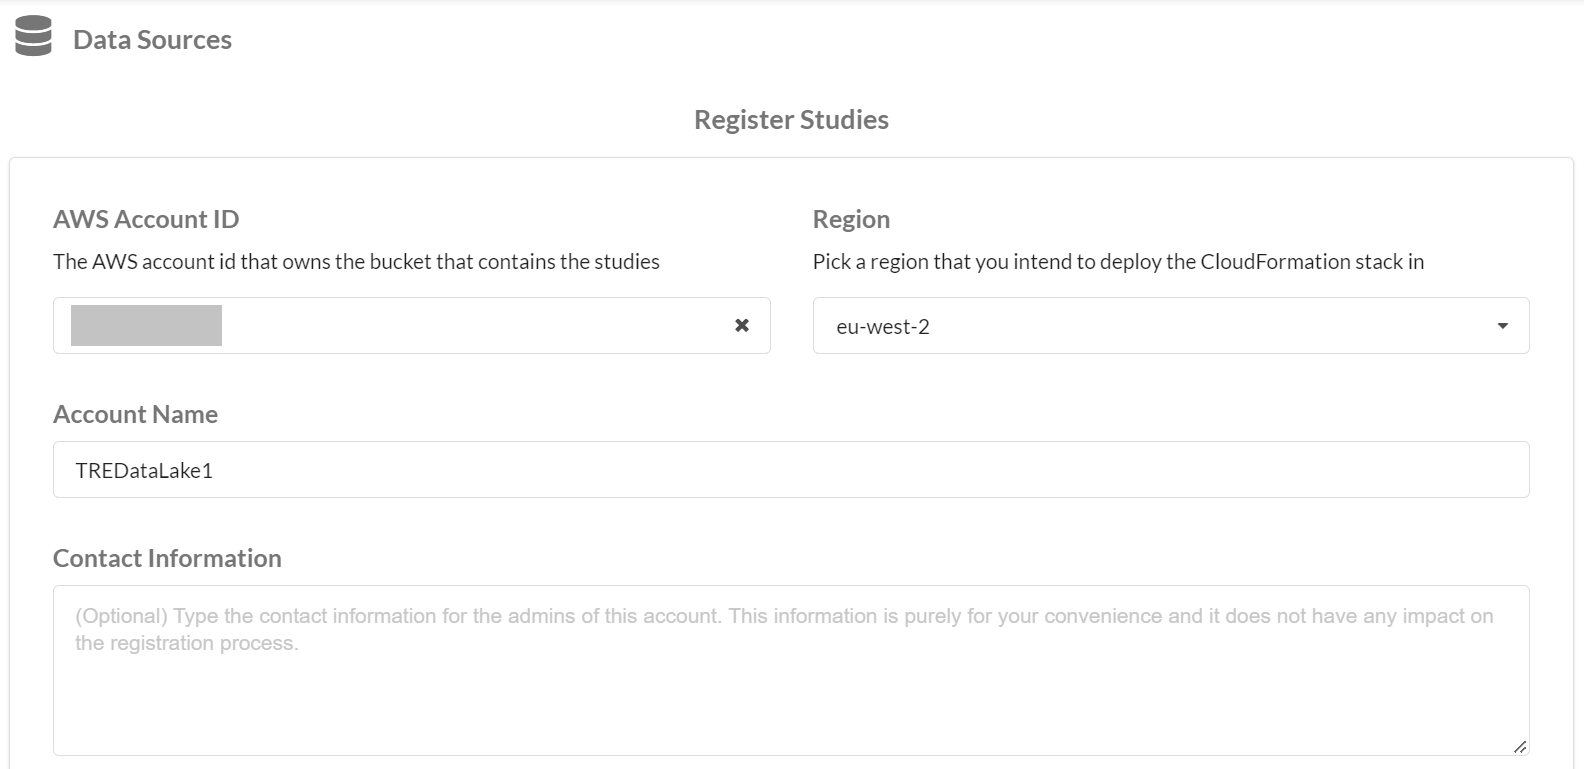 Data Sources
Register Studies
AWS Account ID
The AWS account id that owns the bucket that contains the studies
Region
Pick a region that you intend to deploy the CloudFormation stack in
eu-west-2
Account Name
TREDataLake1
Contact Information
(Optional) Type the contact information for the admins of this account. This information is purely for your convenience and it does not have any impact on
the registration process.